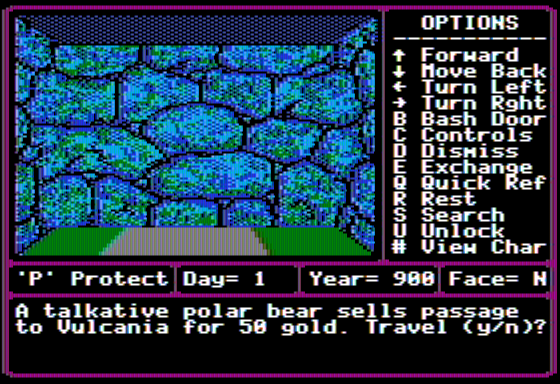 OPTIONS
------------
↑ Forward
↓ Move Back
← Turn Left
→ Turn Rght
B Bash Door
C Controls
D Dismiss
E Exchange
Q Quick Ref
R Rest
S Search
U Unlock
# View Char
'P' Protect Day= 1 Year= 900 Face= N
A talkative polar bear sells passage
to Vulcania for 50 gold. Travel (y/n)?